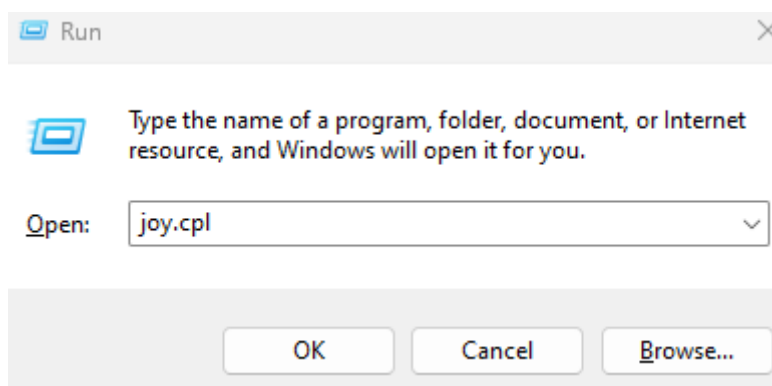 Run
Type the name of a program, folder, document, or Internet
resource, and Windows will open it for you.
Open: joy.cpl
OK Cancel Browse...